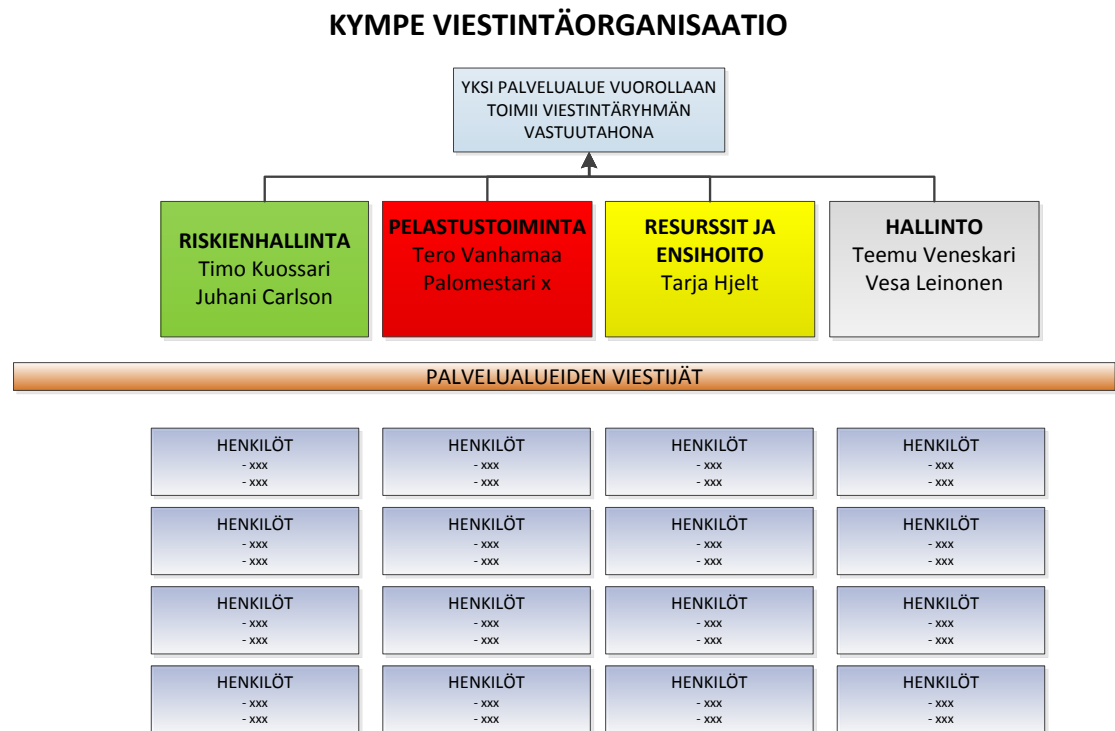 KYMPE VIESTINTÄORGANISAATIO
YKSI PALVELUALUE VUOROLLAAN
TOIMII VIESTINTÄRYHMÄN
VASTUUTAHONA
RISKIENHALLINTA
Timo Kuossari
Juhani Carlson
PELASTUSTOIMINTA
Tero Vanhamaa
Palomestari x
RESURSSIT JA
ENSIHOITO
Tarja Hjelt
HALLINTO
Teemu Veneskari
Vesa Leinonen
PALVELUALUEIDEN VIESTIJÄT
HENKILÖT
- xxx
- xxx
HENKILÖT
- xxx
- xxx
HENKILÖT
- xxx
- xxx
HENKILÖT
- xxx
- xxx
HENKILÖT
- xxx
- xxx
HENKILÖT
- xxx
- xxx
HENKILÖT
- xxx
- xxx
HENKILÖT
- xxx
- xxx
HENKILÖT
- xxx
- xxx
HENKILÖT
- xxx
- xxx
HENKILÖT
- xxx
- xxx
HENKILÖT
- xxx
- xxx
HENKILÖT
- xxx
- xxx
HENKILÖT
- xxx
- xxx
HENKILÖT
- xxx
- xxx
HENKILÖT
- xxx
- xxx